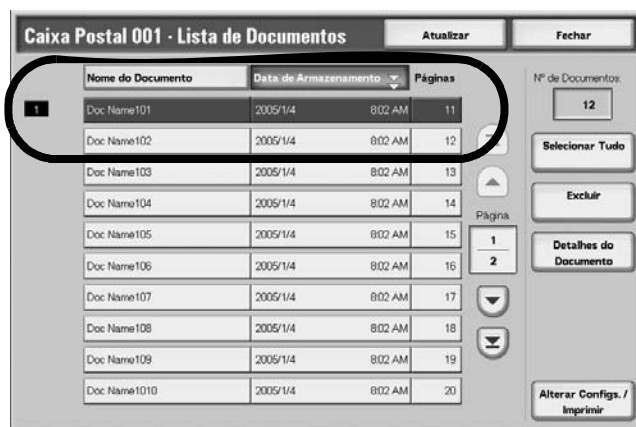 Caixa Postal 001 - Lista de Documentos
Atualizar
Fechar
Nome do Documento
Data de Armazenamento
Páginas
Nº de Documentos:
12
1
Doc Name101 2005/1/4 8:02 AM 11
Doc Name102 2005/1/4 8:02 AM 12
Doc Name103 2005/1/4 8:02 AM 13
Doc Name104 2005/1/4 8:02 AM 14
Doc Name105 2005/1/4 8:02 AM 15
Doc Name106 2005/1/4 8:02 AM 16
Doc Name107 2005/1/4 8:02 AM 17
Doc Name108 2005/1/4 8:02 AM 18
Doc Name109 2005/1/4 8:02 AM 19
Doc Name1010 2005/1/4 8:02 AM 20
Página
1
2
Selecionar Tudo
Excluir
Detalhes do
Documento
Alterar Configs. /
Imprimir